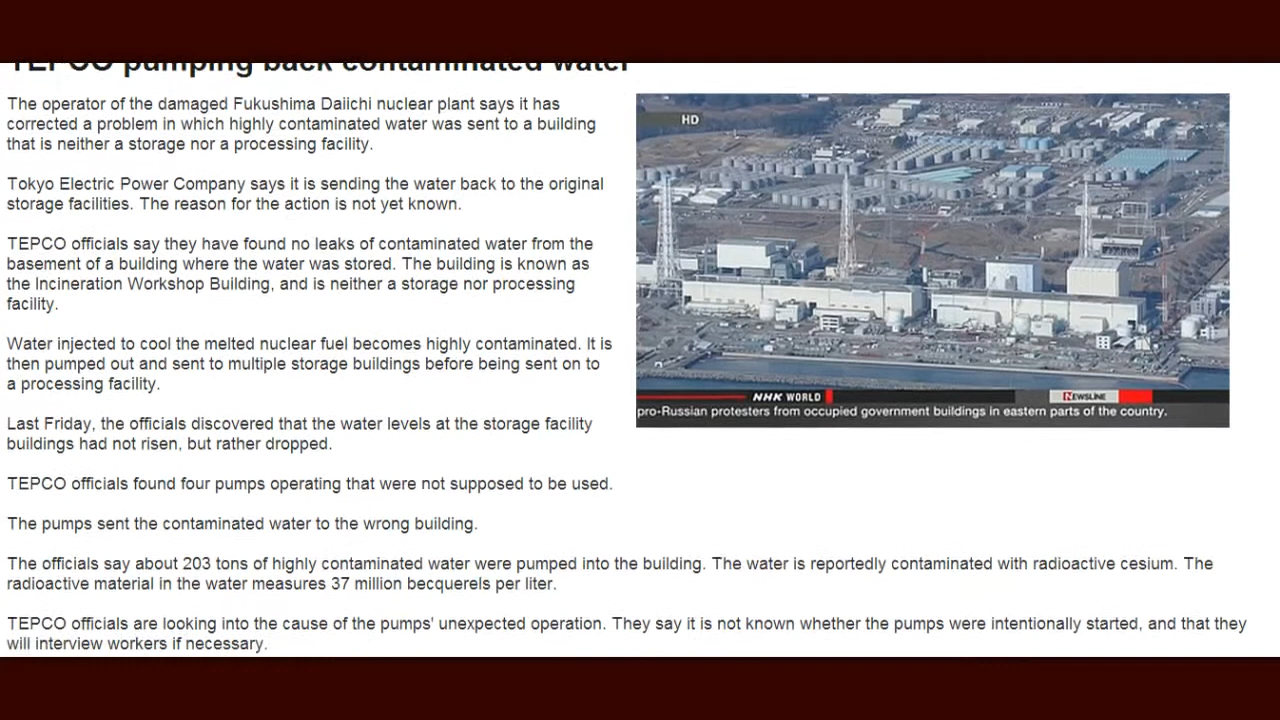 TEPCO pumping back contaminated water
The operator of the damaged Fukushima Daiichi nuclear plant says it has
corrected a problem in which highly contaminated water was sent to a building
that is neither a storage nor a processing facility.
Tokyo Electric Power Company says it is sending the water back to the original
storage facilities. The reason for the action is not yet known.
TEPCO officials say they have found no leaks of contaminated water from the
basement of a building where the water was stored. The building is known as
the Incineration Workshop Building, and is neither a storage nor processing
facility.
Water injected to cool the melted nuclear fuel becomes highly contaminated. It is
then pumped out and sent to multiple storage buildings before being sent on to
a processing facility.
Last Friday, the officials discovered that the water levels at the storage facility
buildings had not risen, but rather dropped.
TEPCO officials found four pumps operating that were not supposed to be used.
The pumps sent the contaminated water to the wrong building.
The officials say about 203 tons of highly contaminated water were pumped into the building. The water is reportedly contaminated with radioactive cesium. The
radioactive material in the water measures 37 million becquerels per liter.
TEPCO officials are looking into the cause of the pumps' unexpected operation. They say it is not known whether the pumps were intentionally started, and that they
will interview workers if necessary.
HD
NHK WORLD
NEWSLINE
pro-Russian protesters from occupied government buildings in eastern parts of the country.